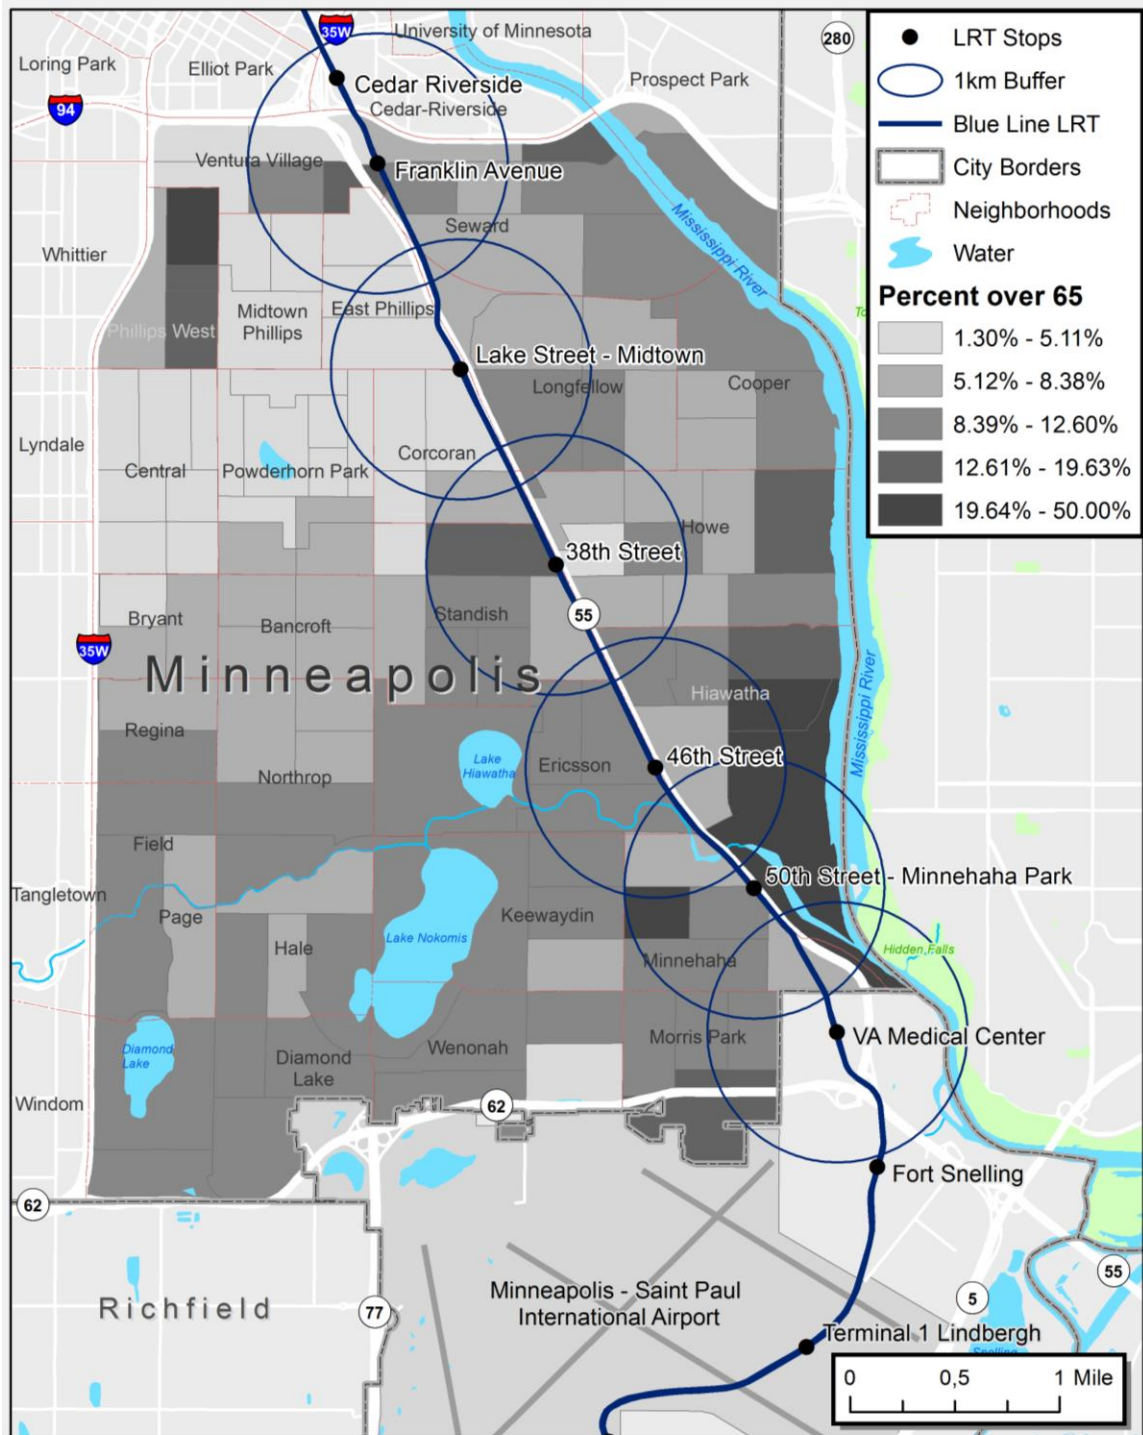 35W
University of Minnesota
280
Loring Park
Elliot Park
Prospect Park
Cedar Riverside
Cedar-Riverside
94
Ventura Village
Franklin Avenue
Whittier
Seward
Mississippi River
Phillips West
Midtown
Phillips
East Phillips
Lake Street - Midtown
Longfellow
Cooper
Lyndale
Corcoran
Central
Powderhorn Park
Howe
38th Street
Bryant
Bancroft
Standish
55
35W
Minneapolis
Hiawatha
Mississippi River
Regina
Lake
Hiawatha
Ericsson
46th Street
Northrop
Field
50th Street - Minnehaha Park
Tangletown
Page
Keewaydin
Hale
Lake Nokomis
Minnehaha
Hidden Falls
Diamond
Lake
Diamond
Lake
Wenonah
Morris Park
VA Medical Center
Windom
62
Fort Snelling
62
Minneapolis - Saint Paul
International Airport
Richfield
77
5
55
Terminal 1 Lindbergh
Snelling
LRT Stops
1km Buffer
Blue Line LRT
City Borders
Neighborhoods
Water
Percent over 65
1.30% - 5.11%
5.12% - 8.38%
8.39% - 12.60%
12.61% - 19.63%
19.64% - 50.00%
0 0,5 1 Mile